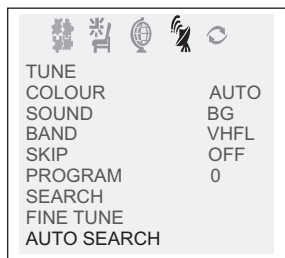 TUNE
COLOUR AUTO
SOUND BG
BAND VHFL
SKIP OFF
PROGRAM 0
SEARCH
FINE TUNE
AUTO SEARCH